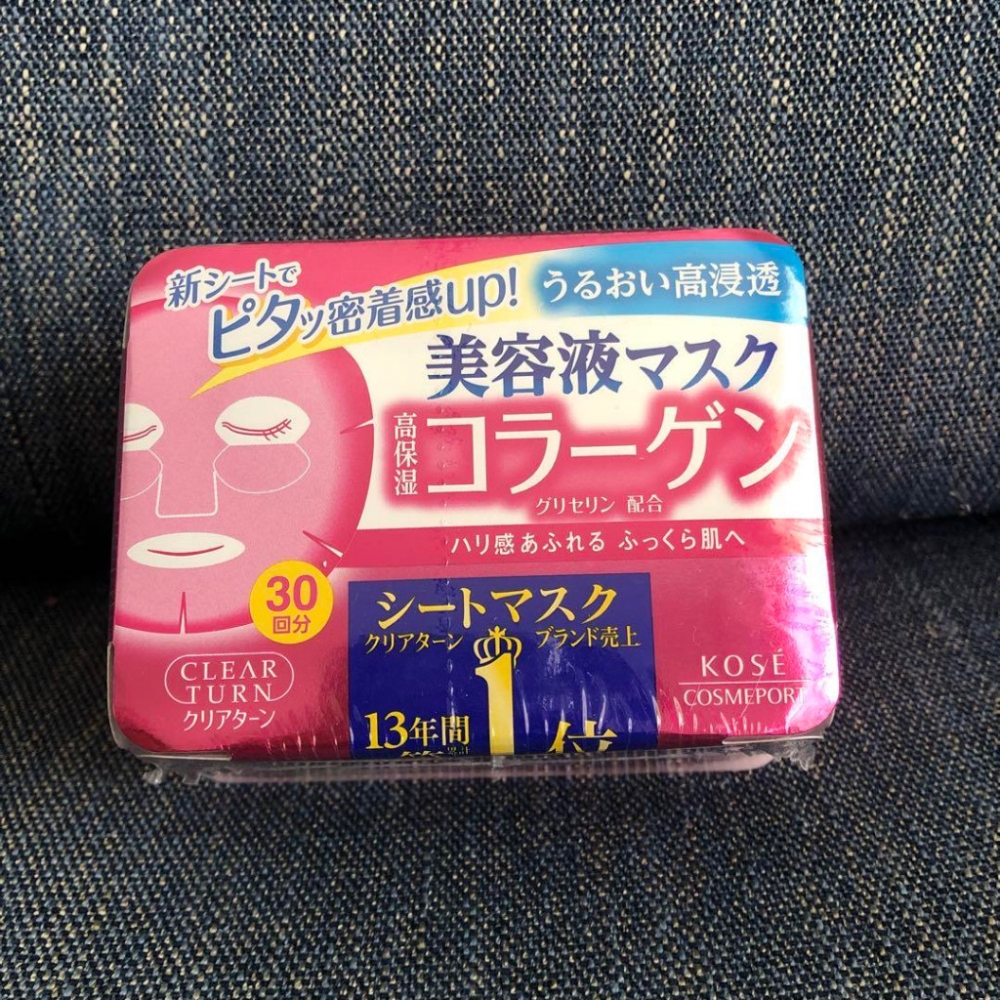 新シートで
ピタッ密着感up!
うるおい高浸透
美容液マスク
高保湿
コラーゲン
グリセリン 配合
ハリ感あふれる ふっくら肌へ
30
回分
シートマスク
クリアターン ブランド売上
13年間
1位
CLEAR
TURN
クリアターン
KOSÉ
COSMEPORT